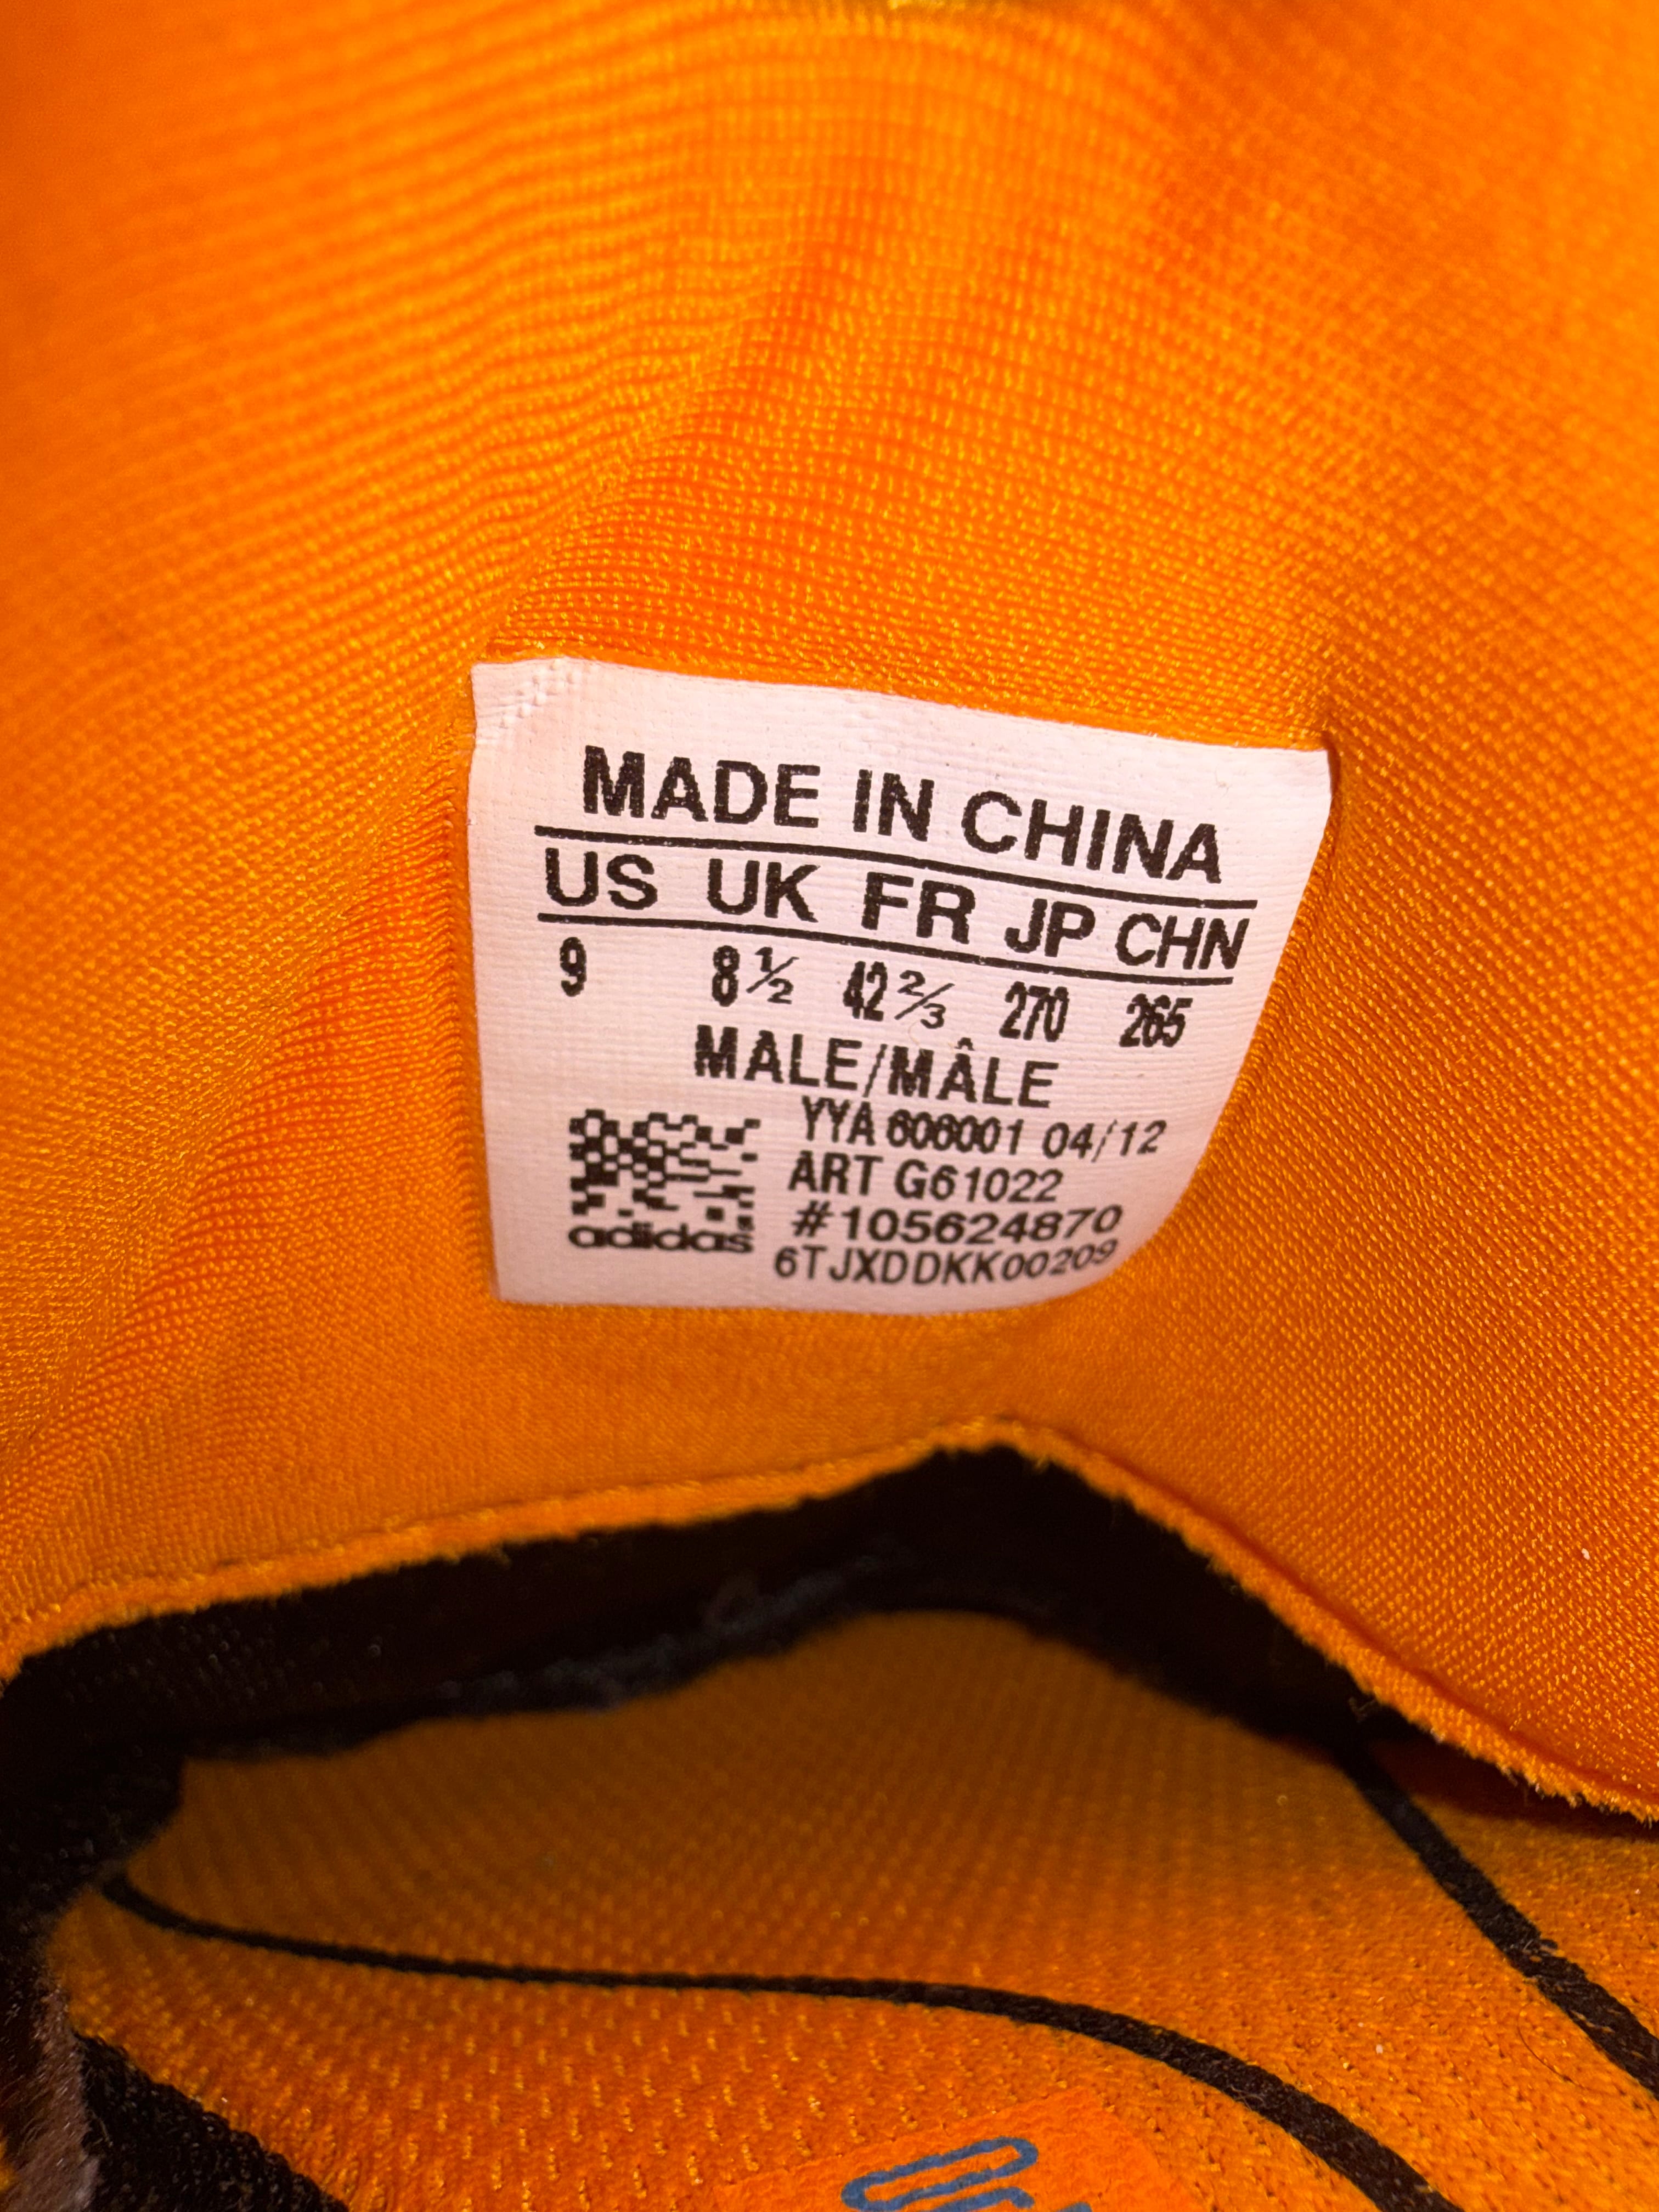 MADE IN CHINA
US UK FR JP CHN
9 8½ 42⅔ 270 265
MALE/MÂLE
YYA 606001 04/12
ART G61022
#105624870
6TJXDDKK00209
adidas